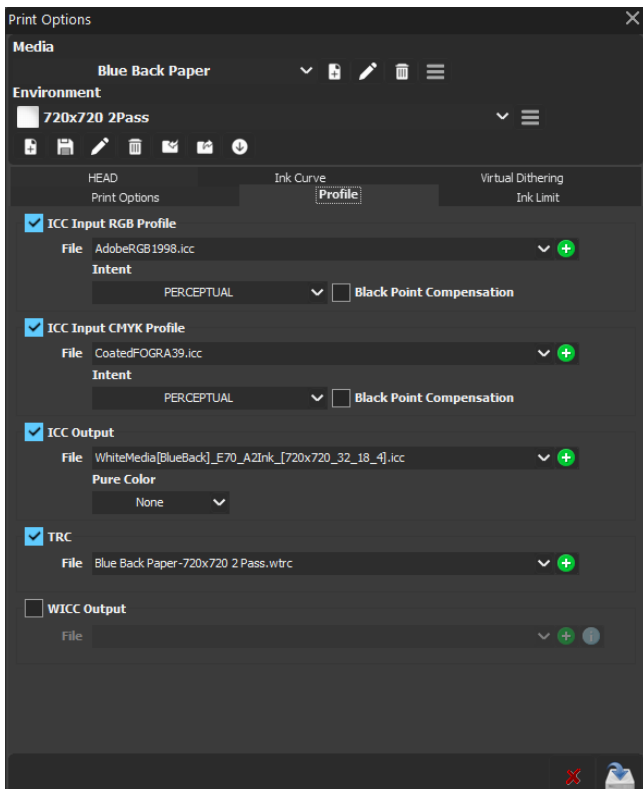 Print Options
Media
Blue Back Paper
Environment
720x720 2Pass
HEAD Ink Curve Virtual Dithering
Print Options Profile Ink Limit
ICC Input RGB Profile
File AdobeRGB1998.icc
Intent
PERCEPTUAL Black Point Compensation
ICC Input CMYK Profile
File CoatedFOGRA39.icc
Intent
PERCEPTUAL Black Point Compensation
ICC Output
File WhiteMedia[BlueBack]_E70_A2Ink_[720x720_32_18_4].icc
Pure Color
None
TRC
File Blue Back Paper-720x720 2 Pass.wtrc
WICC Output
File